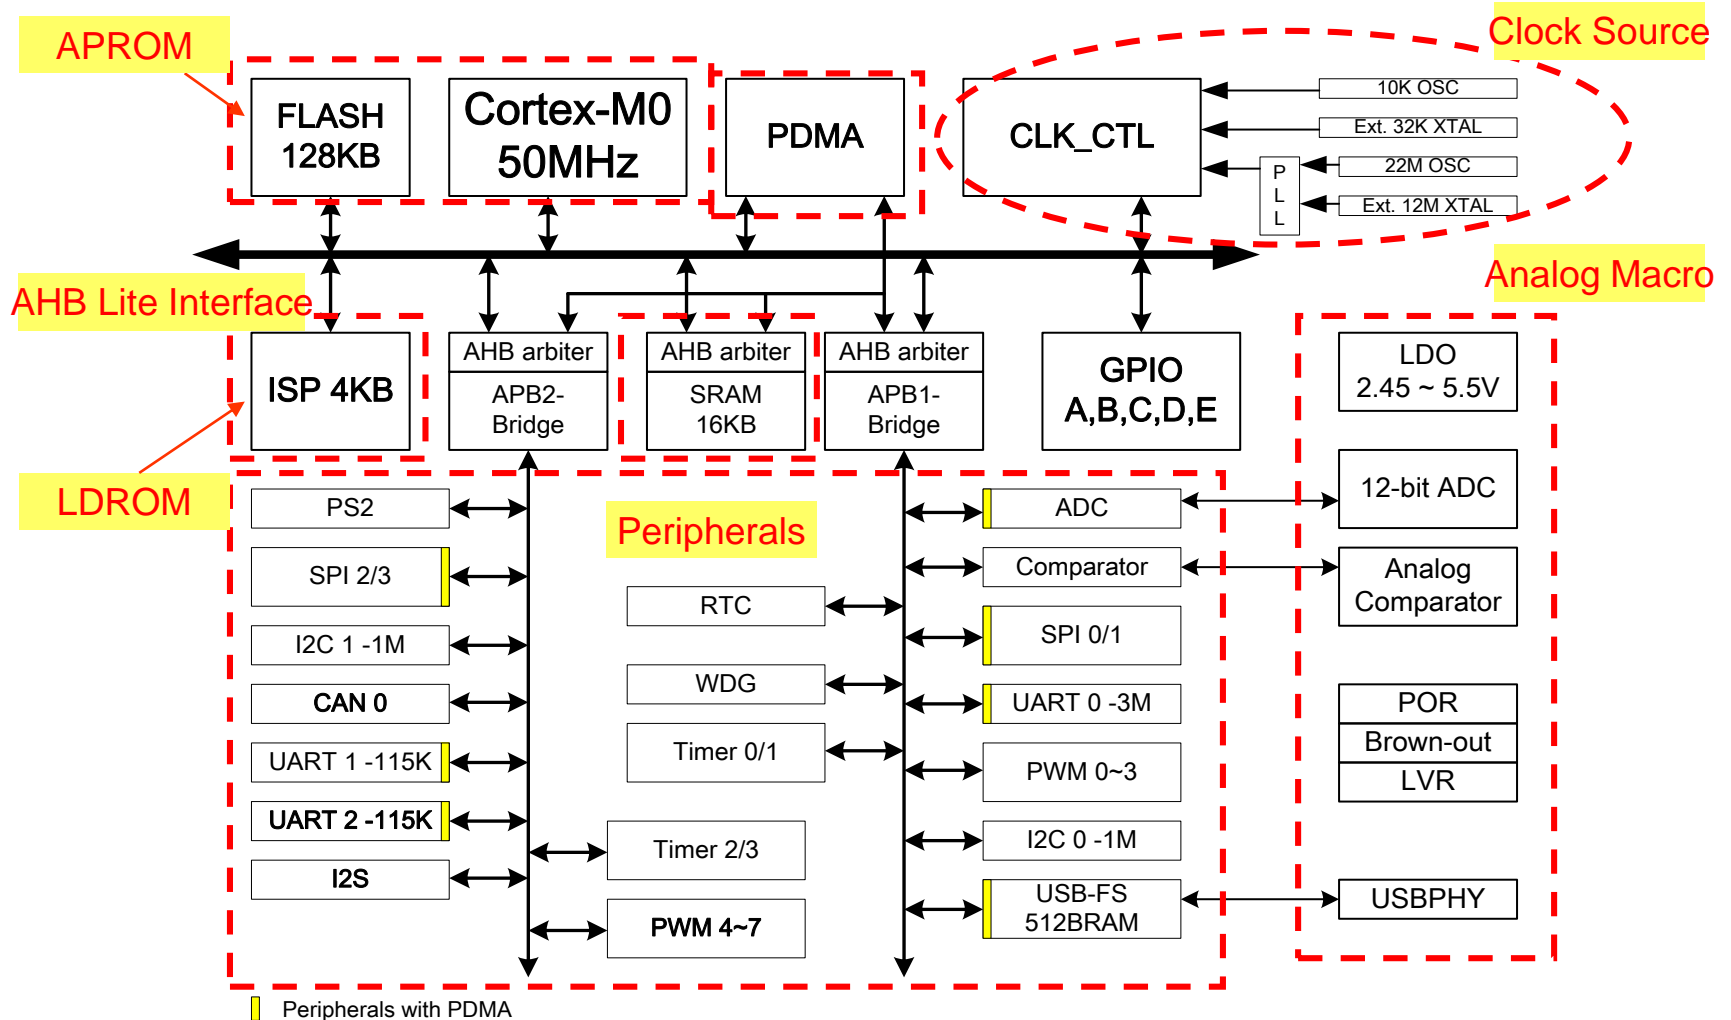 APROM
Clock Source
FLASH
128KB
Cortex-M0
50MHz
PDMA
CLK_CTL
10K OSC
Ext. 32K XTAL
22M OSC
Ext. 12M XTAL
P
L
L
AHB Lite Interface
Analog Macro
ISP 4KB
AHB arbiter
APB2-
Bridge
AHB arbiter
SRAM
16KB
AHB arbiter
APB1-
Bridge
GPIO
A,B,C,D,E
LDO
2.45 ~ 5.5V
LDROM
Peripherals
PS2
SPI 2/3
I2C 1 -1M
CAN 0
UART 1 -115K
UART 2 -115K
I2S
RTC
WDG
Timer 0/1
Timer 2/3
PWM 4~7
ADC
Comparator
SPI 0/1
UART 0 -3M
PWM 0~3
I2C 0 -1M
USB-FS
512BRAM
12-bit ADC
Analog
Comparator
POR
Brown-out
LVR
USBPHY
Peripherals with PDMA